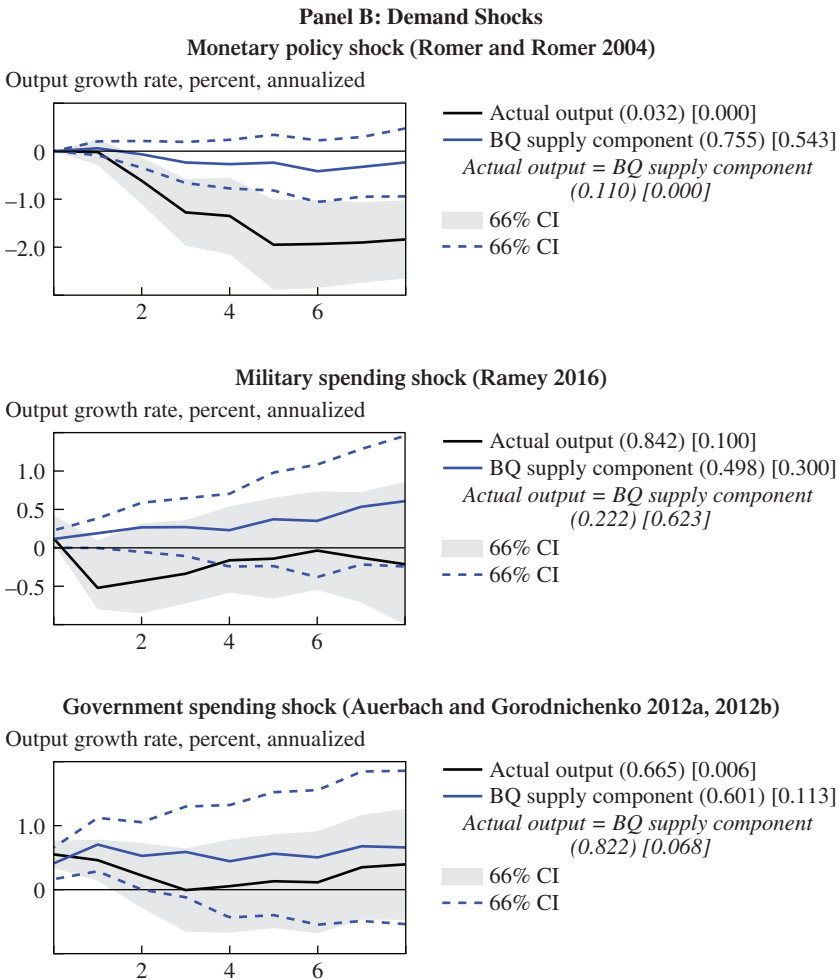 Panel B: Demand Shocks
Monetary policy shock (Romer and Romer 2004)
Output growth rate, percent, annualized
0
–1.0
–2.0
2
4
6
Actual output (0.032) [0.000]
BQ supply component (0.755) [0.543]
Actual output = BQ supply component
(0.110) [0.000]
66% CI
66% CI
Military spending shock (Ramey 2016)
Output growth rate, percent, annualized
1.0
0.5
0
–0.5
2
4
6
Actual output (0.842) [0.100]
BQ supply component (0.498) [0.300]
Actual output = BQ supply component
(0.222) [0.623]
66% CI
66% CI
Government spending shock (Auerbach and Gorodnichenko 2012a, 2012b)
Output growth rate, percent, annualized
1.0
0
2
4
6
Actual output (0.665) [0.006]
BQ supply component (0.601) [0.113]
Actual output = BQ supply component
(0.822) [0.068]
66% CI
66% CI